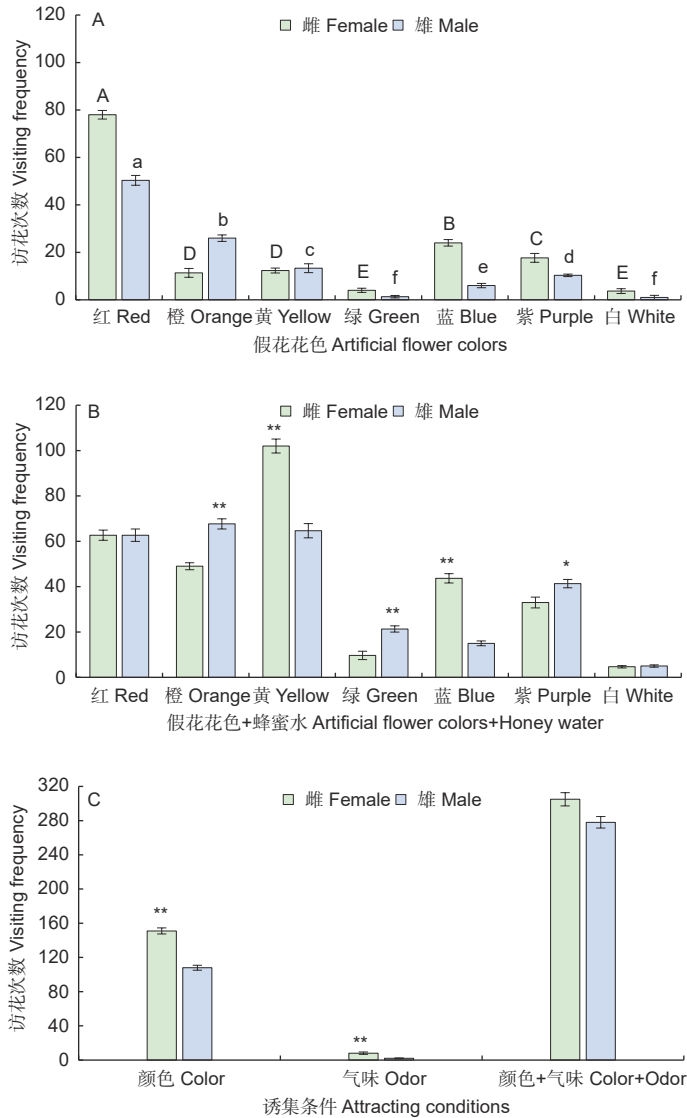 A
雌 Female 雄 Male
访花次数 Visiting frequency
120
100
80
60
40
20
0
A
a
D
b
D
c
E
f
B
e
C
d
E
f
红 Red 橙 Orange 黄 Yellow 绿 Green 蓝 Blue 紫 Purple 白 White
假花花色 Artificial flower colors
B
雌 Female 雄 Male
访花次数 Visiting frequency
120
100
80
60
40
20
0
**
**
**
**
*
红 Red 橙 Orange 黄 Yellow 绿 Green 蓝 Blue 紫 Purple 白 White
假花花色+蜂蜜水 Artificial flower colors+Honey water
C
雌 Female 雄 Male
访花次数 Visiting frequency
320
280
240
200
160
120
80
40
0
**
**
颜色 Color 气味 Odor 颜色+气味 Color+Odor
诱集条件 Attracting conditions